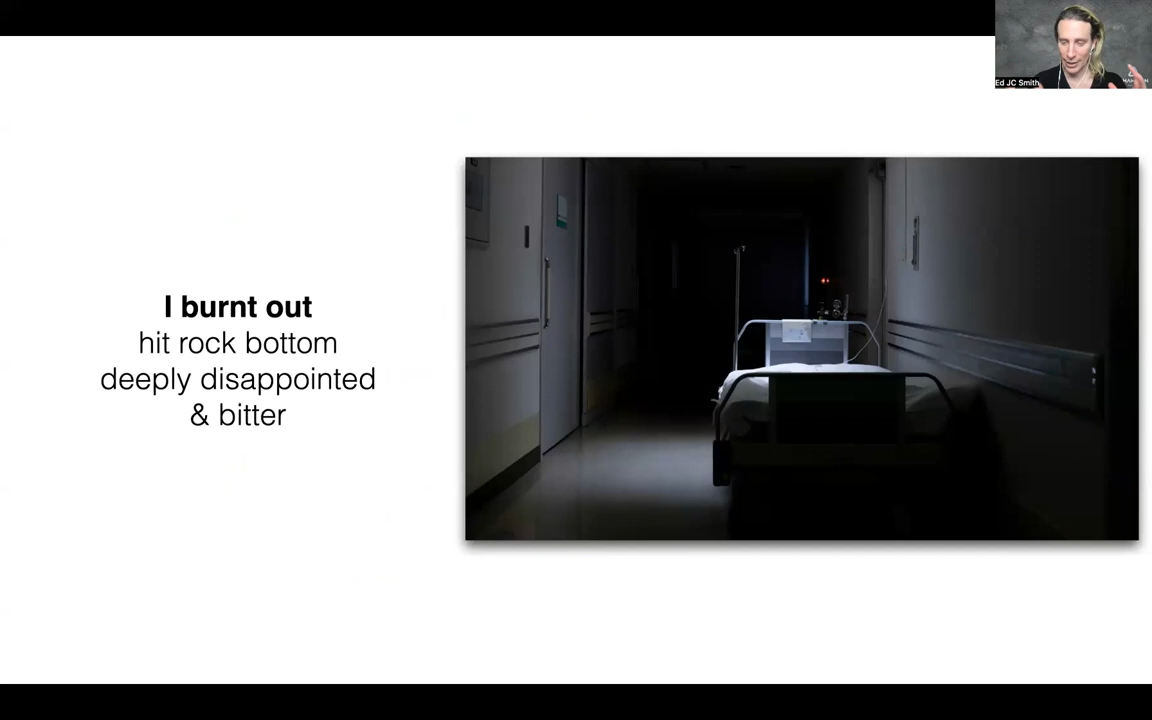 Ed JC Smith
I burnt out
hit rock bottom
deeply disappointed
& bitter